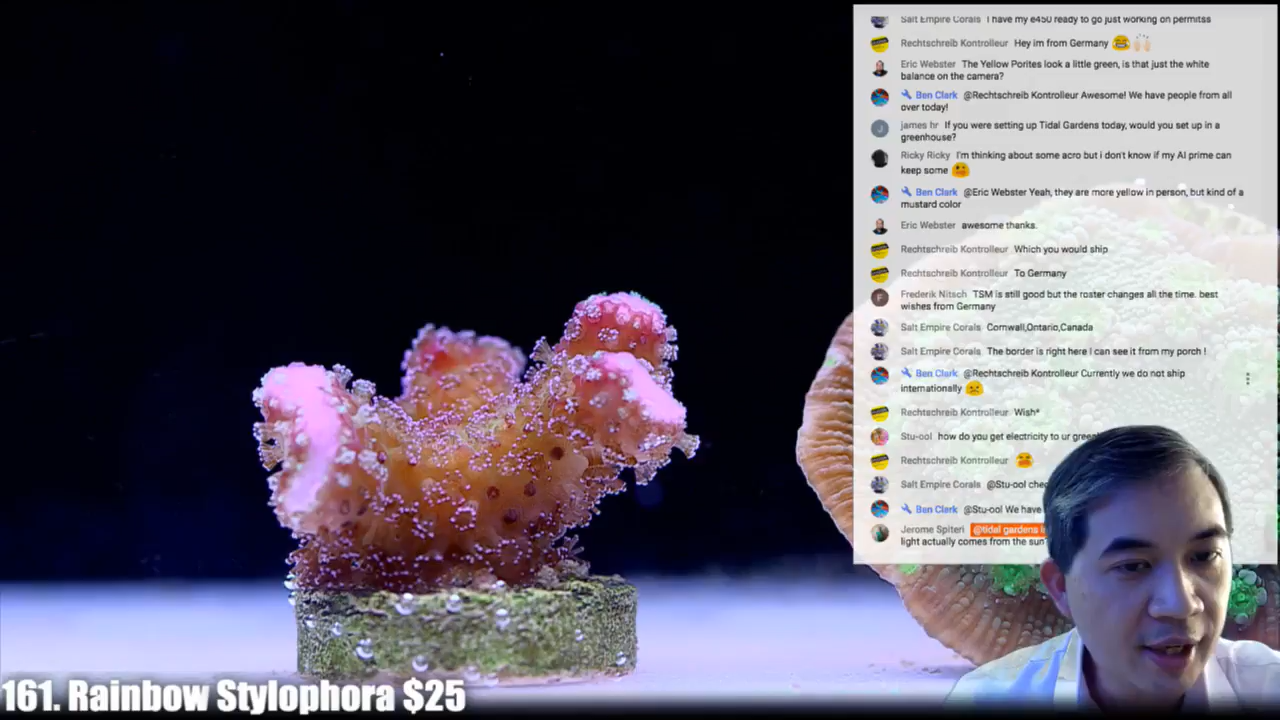 Salt Empire Corals I have my e450 ready to go just working on permitss
Rechtschreib Kontrolleur Hey im from Germany 😂🙌🏻
Eric Webster The Yellow Porites look a little green, is that just the white
balance on the camera?
Ben Clark @Rechtschreib Kontrolleur Awesome! We have people from all
over today!
J
james hr If you were setting up Tidal Gardens today, would you set up in a
greenhouse?
Ricky Ricky I'm thinking about some acro but i don't know if my AI prime can
keep some
Ben Clark @Eric Webster Yeah, they are more yellow in person, but kind of a
mustard color
Eric Webster awesome thanks.
Rechtschreib Kontrolleur Which you would ship
Rechtschreib Kontrolleur To Germany
F
Frederik Nitsch TSM is still good but the roster changes all the time. best
wishes from Germany
Salt Empire Corals Cornwall,Ontario,Canada
Salt Empire Corals The border is right here I can see it from my porch !
Ben Clark @Rechtschreib Kontrolleur Currently we do not ship
internationally
Rechtschreib Kontrolleur Wish*
Stu-ool how do you get electricity to ur
Rechtschreib Kontrolleur
Salt Empire Corals @Stu-ool
Ben Clark @Stu-ool We have
Jerome Spiteri @tidal gardens
light actually comes from the sun
161. Rainbow Stylophora $25